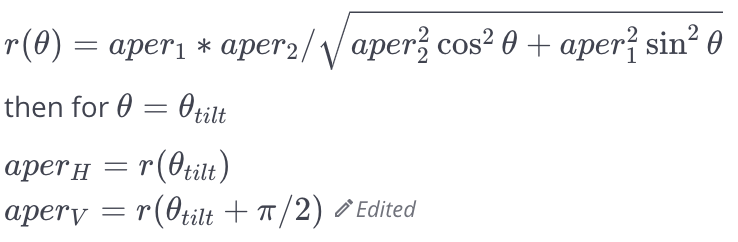 r(θ) = aper₁ * aper₂/√(aper₂² cos² θ + aper₁² sin² θ)
then for θ = θ_tilt
aper_H = r(θ_tilt)
aper_V = r(θ_tilt + π/2) Edited